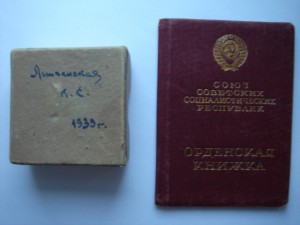 К. С.
1939 г.
СОЮЗ
СОВЕТСКИХ
СОЦИАЛИСТИЧЕСКИХ
РЕСПУБЛИК
ОРДЕНСКАЯ
КНИЖКА